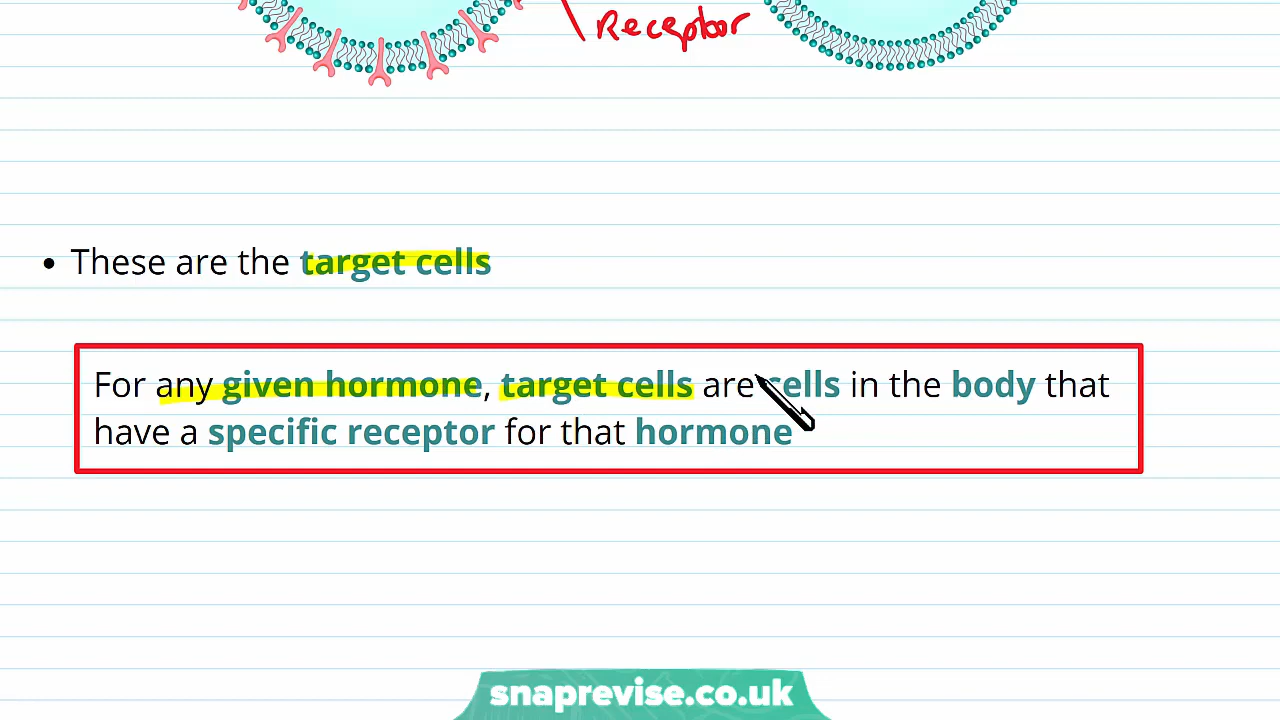 Receptor
• These are the target cells
For any given hormone, target cells are cells in the body that
have a specific receptor for that hormone
snaprevise.co.uk